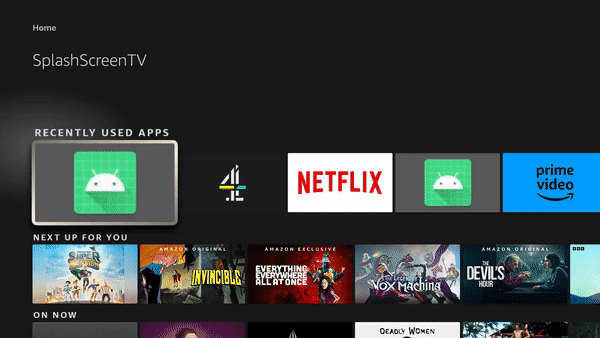 Home
SplashScreenTV
RECENTLY USED APPS
4
NETFLIX
prime
video
NEXT UP FOR YOU
AMAZON ORIGINAL
INVINCIBLE
AMAZON EXCLUSIVE
EVERYTHING
EVERYWHERE
ALL AT ONCE
VOX MACHINA
AMAZON ORIGINAL
THE
DEVIL'S
HOUR
ON NOW
DEADLY WOMEN